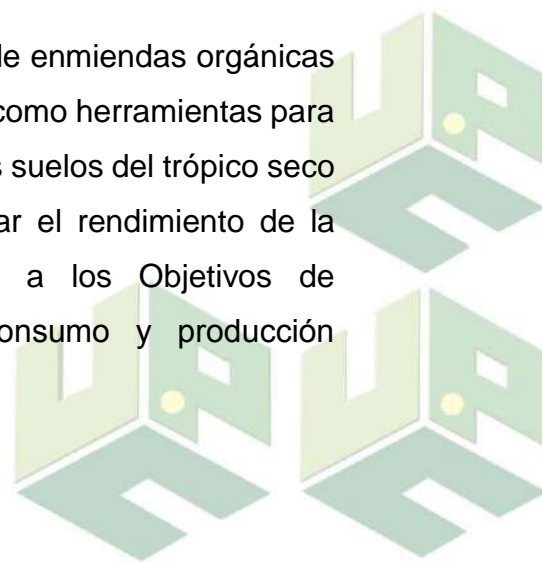 de enmiendas orgánicas
como herramientas para
s suelos del trópico seco
ar el rendimiento de la
a los Objetivos de
onsumo y producción